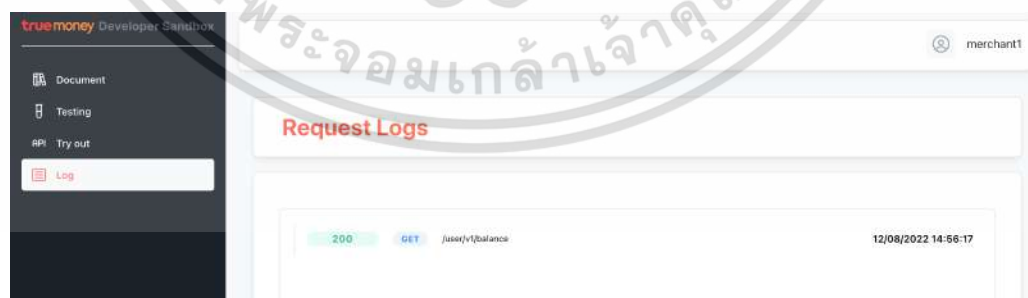 truemoney Developer Sandbox
merchant1
Document
Testing
API Try out
Log
Request Logs
200 GET /user/v1/balance 12/08/2022 14:56:17
พระจอมเกล้าเจ้าคุณ